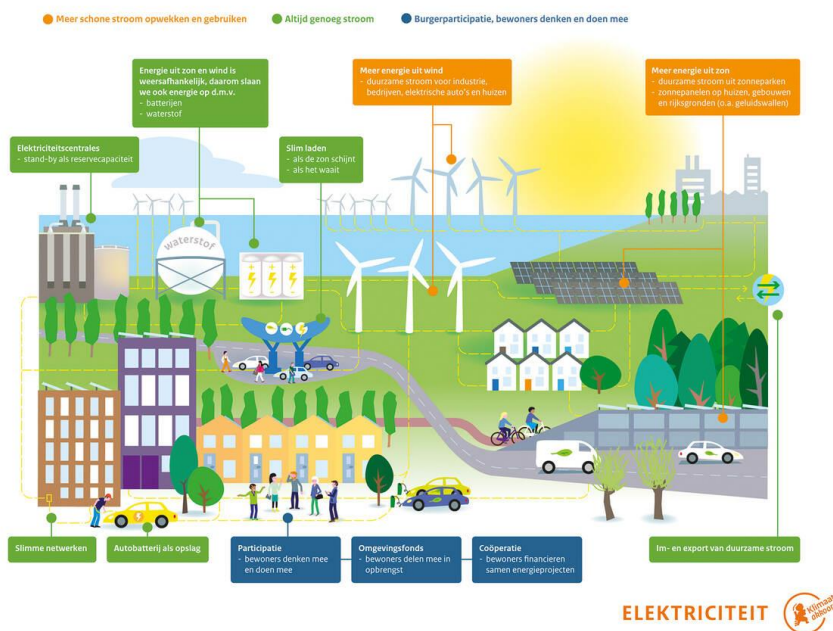 Meer schone stroom opwekken en gebruiken
Altijd genoeg stroom
Burgerparticipatie, bewoners denken en doen mee
Energie uit zon en wind is
weersafhankelijk, daarom slaan
we ook energie op d.m.v.
- batterijen
- waterstof
Meer energie uit wind
- duurzame stroom voor industrie,
bedrijven, elektrische auto's en huizen
Meer energie uit zon
- duurzame stroom uit zonneparken
- zonnepanelen op huizen, gebouwen
en rijksgronden (o.a. geluidswallen)
Elektriciteitscentrales
- stand-by als reservecapaciteit
Slim laden
- als de zon schijnt
- als het waait
waterstof
Slimme netwerken
Autobatterij als opslag
Participatie
- bewoners denken mee
en doen mee
Omgevingsfonds
- bewoners delen mee in
opbrengst
Coöperatie
- bewoners financieren
samen energieprojecten
Im- en export van duurzame stroom
ELEKTRICITEIT
Klimaat
akkoord